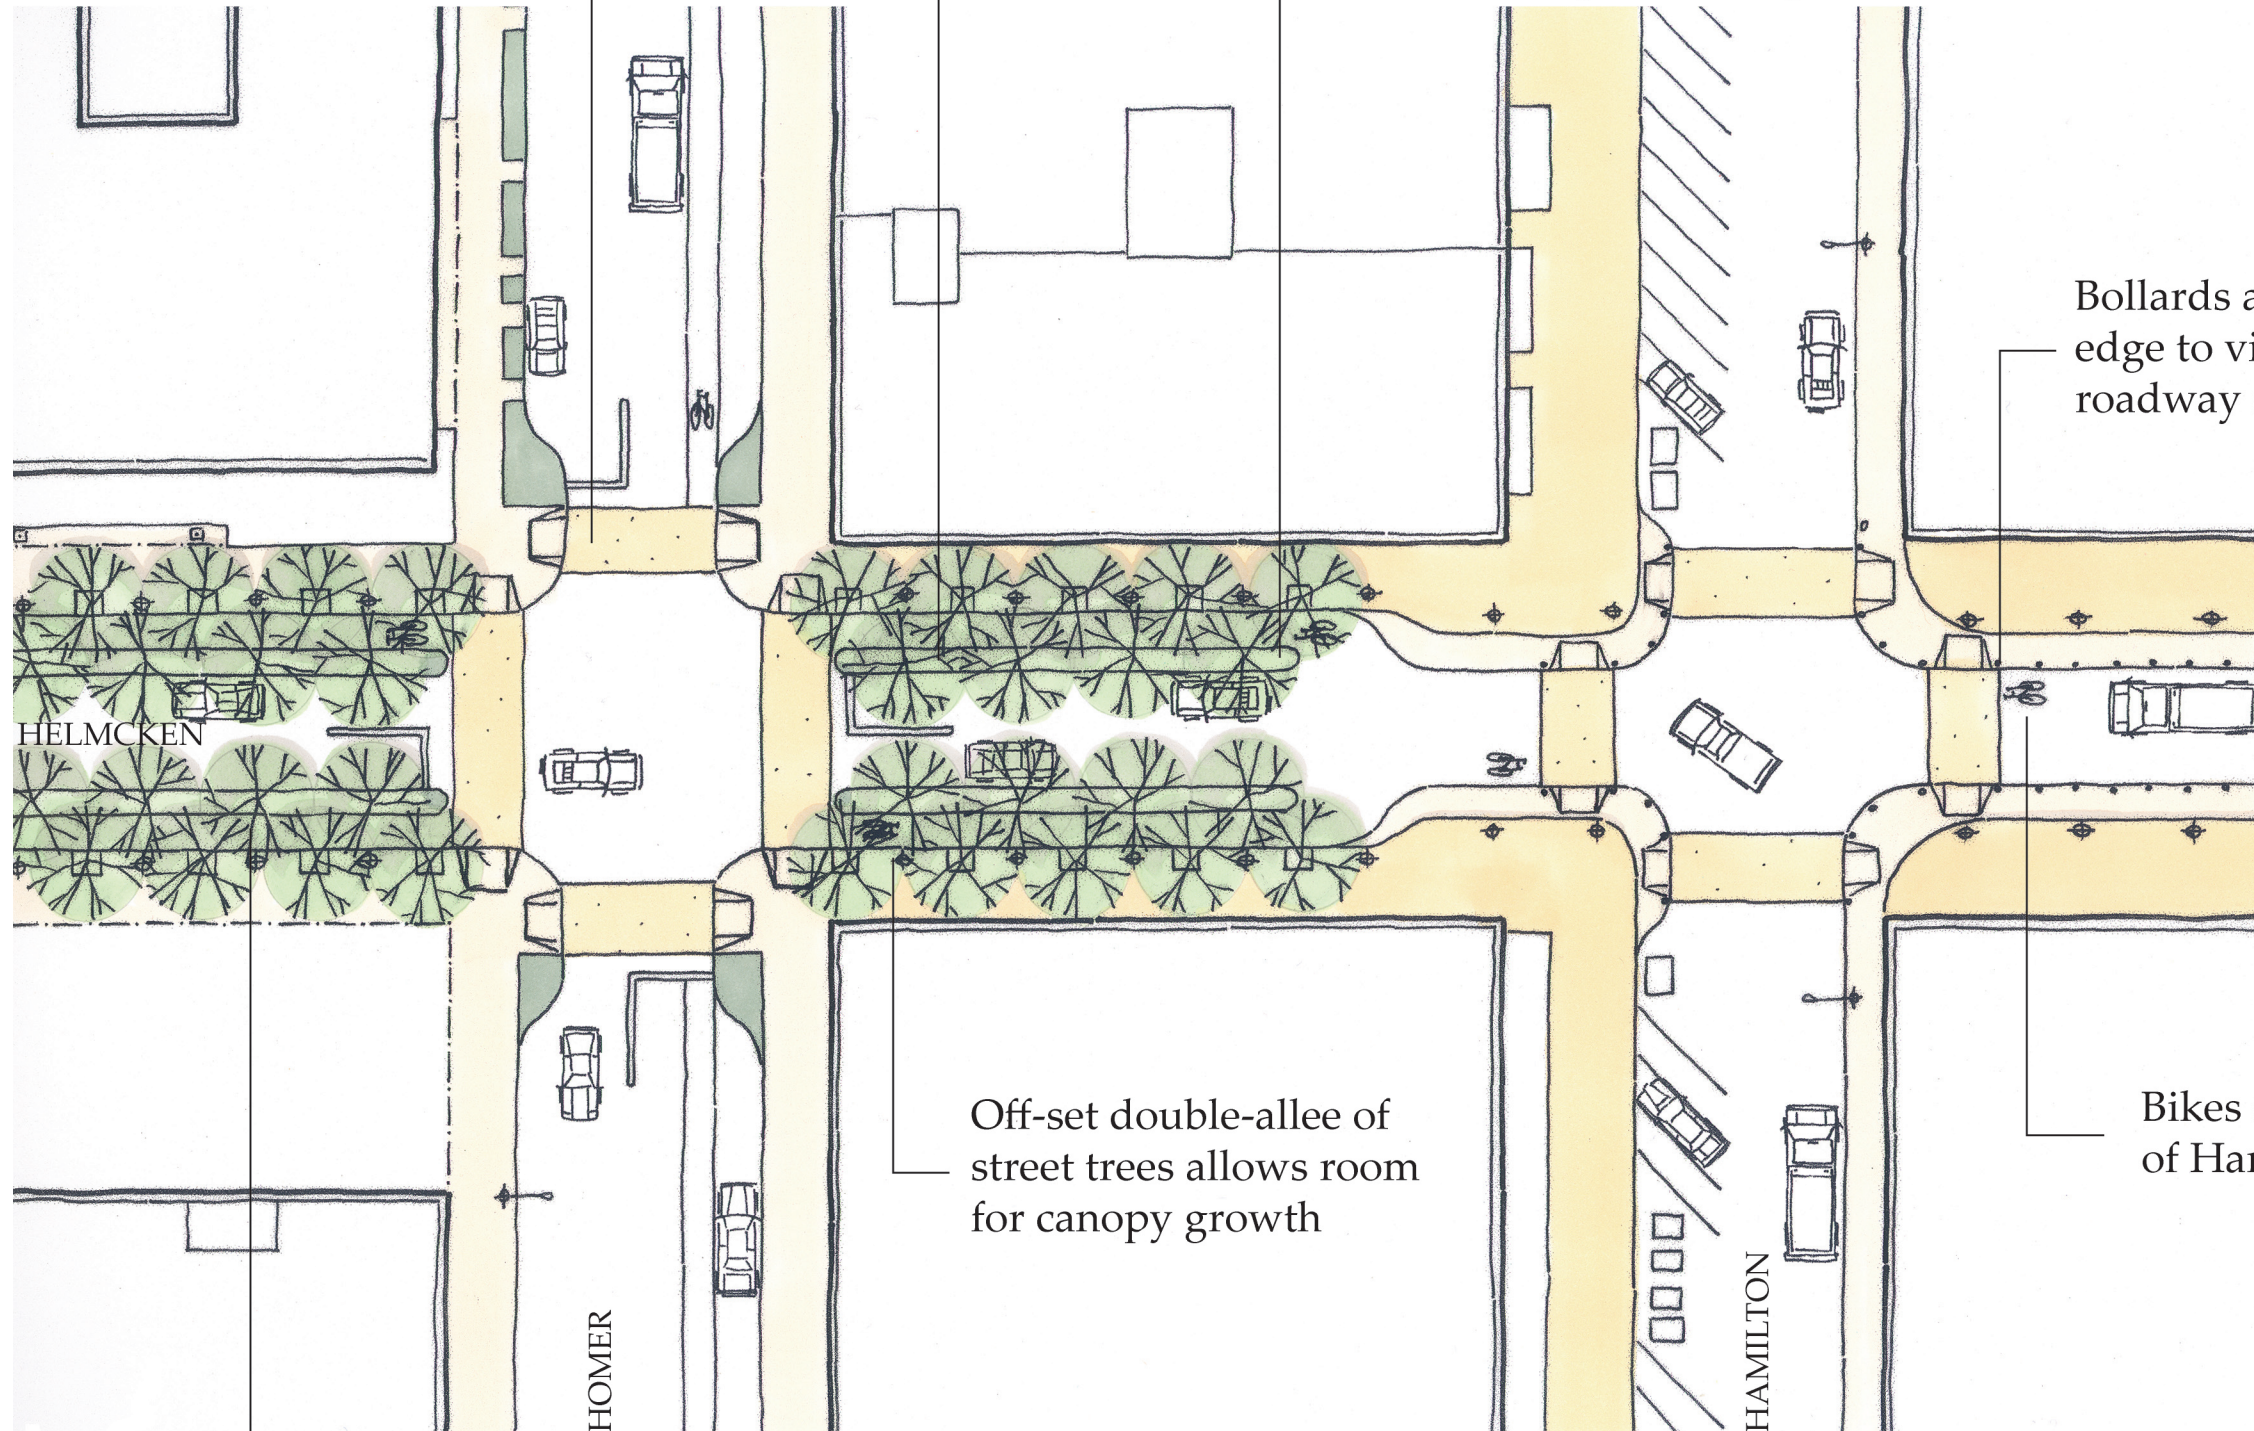 Bollards a
edge to vi
roadway
HELMCKEN
Off-set double-allee of
street trees allows room
for canopy growth
Bikes
of Har
HOMER
HAMILTON